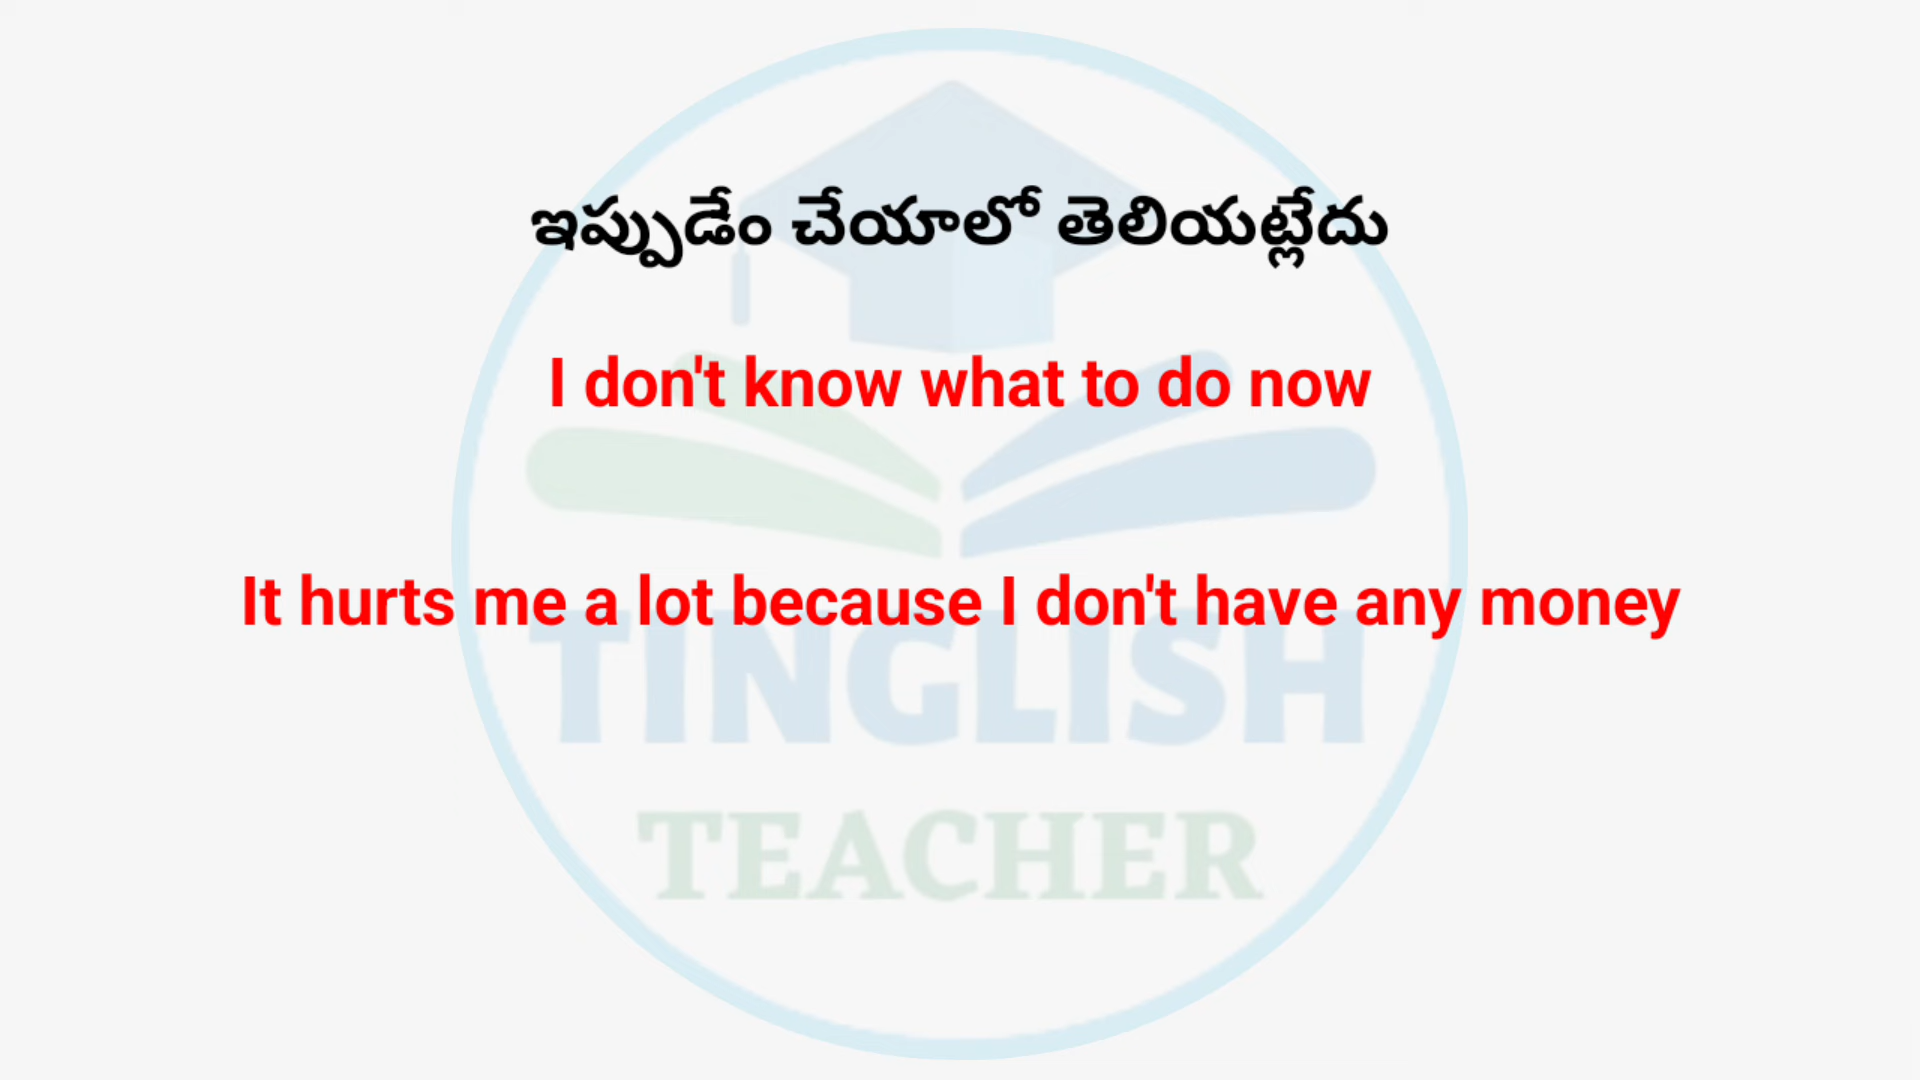 ఇప్పుడేం చేయాలో తెలియట్లేదు
I don't know what to do now
It hurts me a lot because I don't have any money
TINGLISH
TEACHER